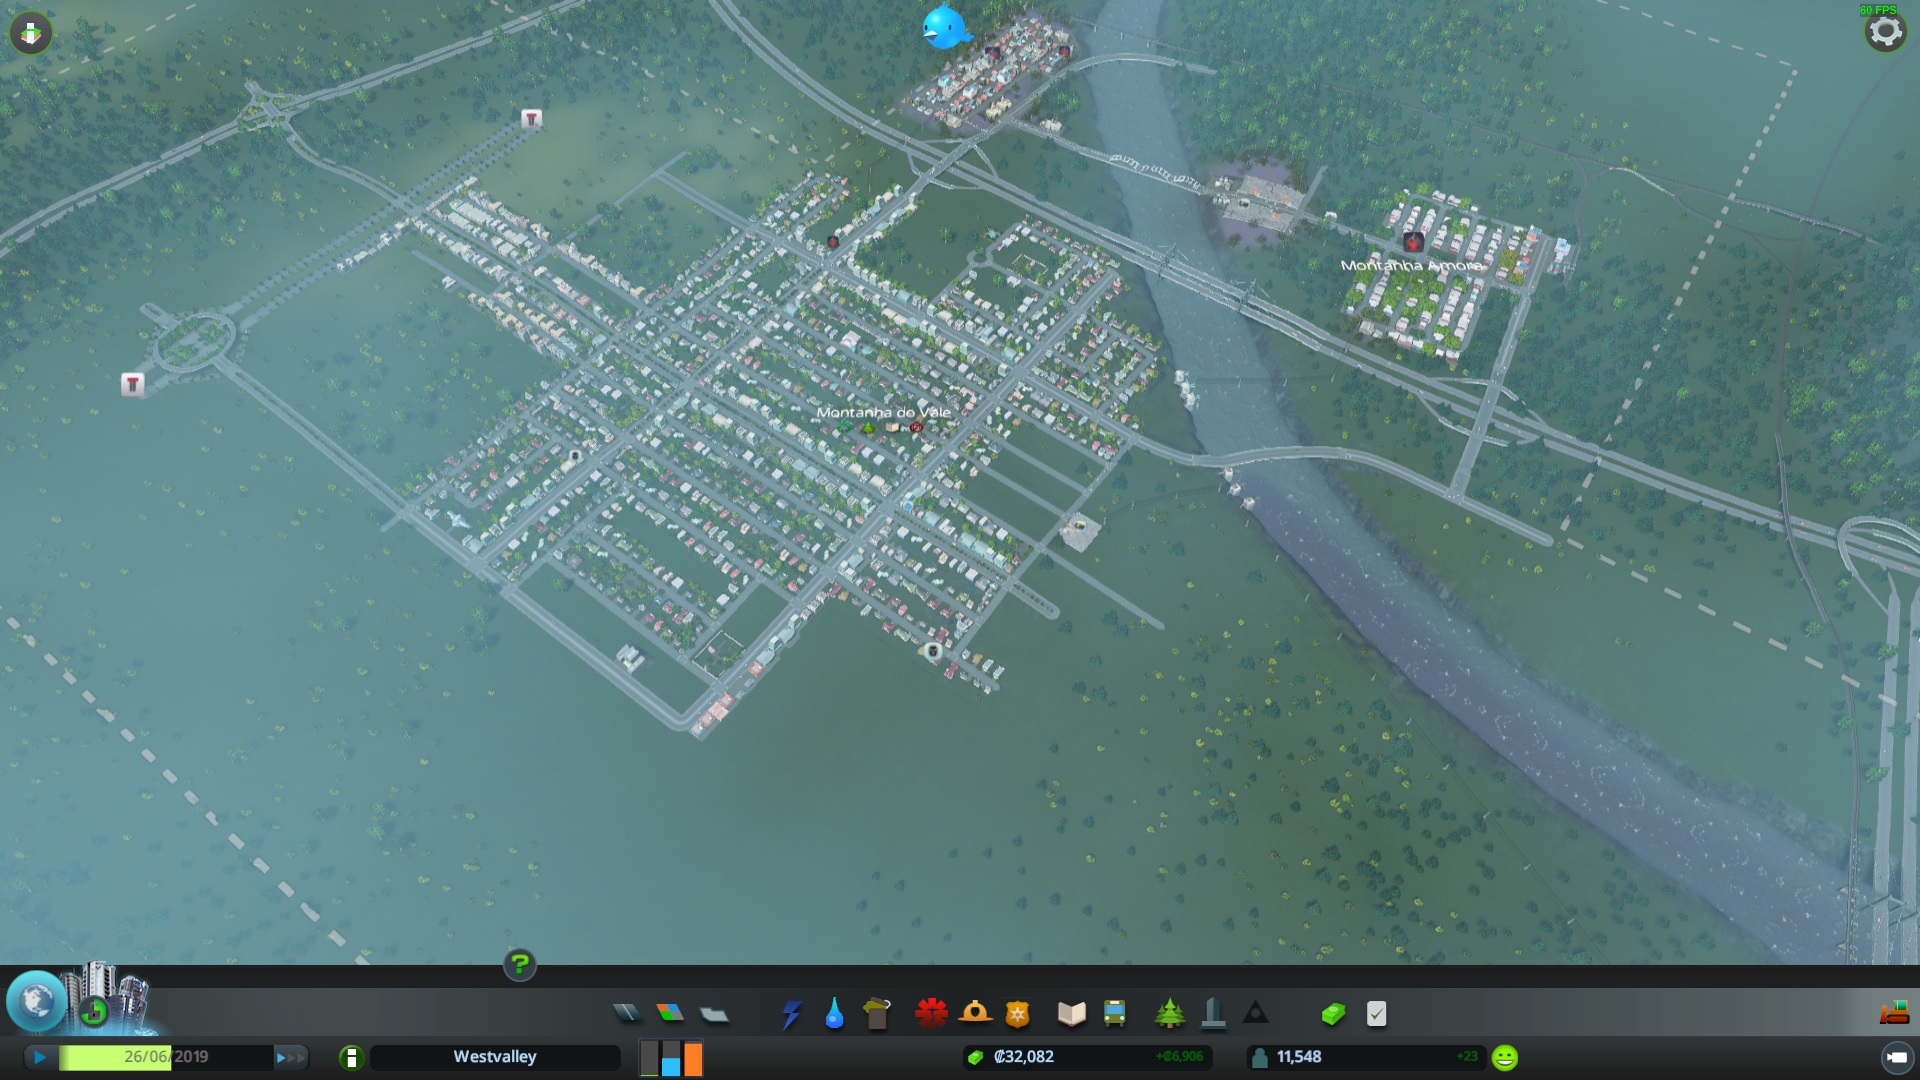 60 FPS
Montanha Amora
Montanha do Vale
?
26/06/2019
Westvalley
₡32,082
+₡6,906
11,548
+23